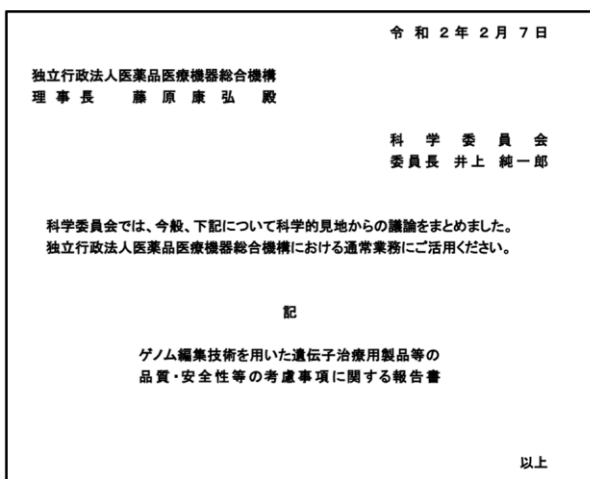 令和2年2月7日
独立行政法人医薬品医療機器総合機構
理事長　藤原康弘　殿
科学委員会
委員長 井上 純一郎
科学委員会では、今般、下記について科学的見地からの議論をまとめました。
独立行政法人医薬品医療機器総合機構における通常業務にご活用ください。
記
ゲノム編集技術を用いた遺伝子治療用製品等の
品質・安全性等の考慮事項に関する報告書
以上